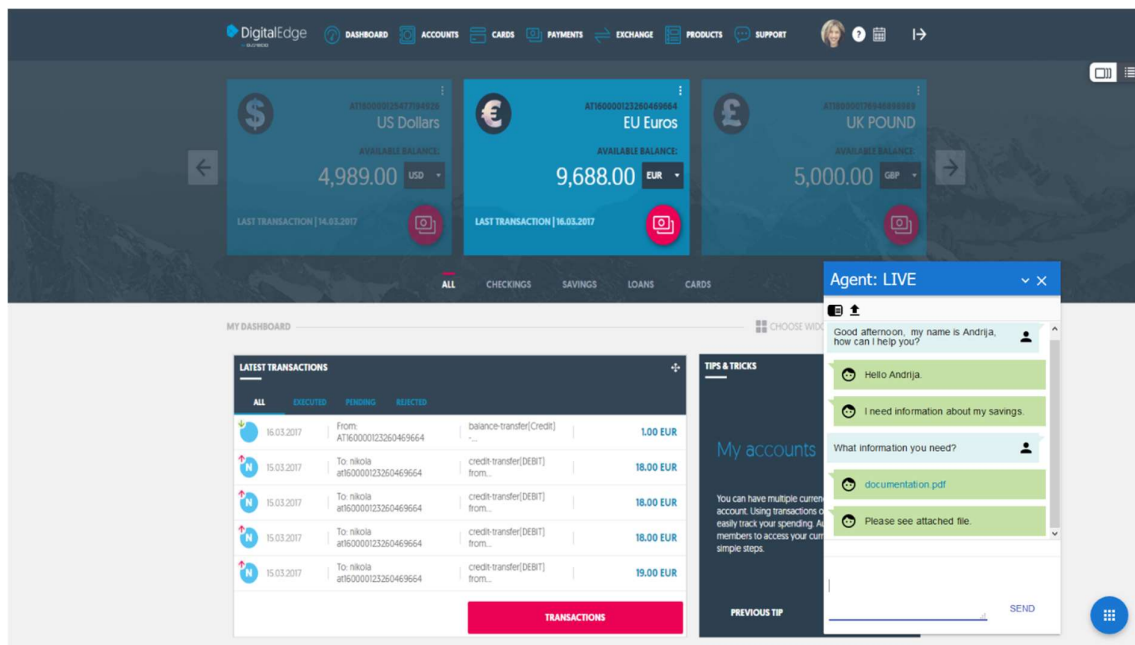 DigitalEdge
DASHBOARD
ACCOUNTS
CARDS
PAYMENTS
EXCHANGE
PRODUCTS
SUPPORT
?
$
US Dollars
AVAILABLE BALANCE:
4,989.00 USD
LAST TRANSACTION | 14.03.2017
€
AT160000123260469664
EU Euros
AVAILABLE BALANCE:
9,688.00 EUR
LAST TRANSACTION | 16.03.2017
£
UK POUND
AVAILABLE BALANCE:
5,000.00 GBP
ALL
CHECKINGS
SAVINGS
LOANS
CARDS
MY DASHBOARD
CHOOSE
LATEST TRANSACTIONS
ALL
EXECUTED
PENDING
REJECTED
16.03.2017
From:
AT160000123260469664
balance-transfer[Credit]
-...
1.00 EUR
N
15.03.2017
To: nikola
at160000123260469664
credit-transfer[DEBIT]
from...
18.00 EUR
N
15.03.2017
To: nikola
at160000123260469664
credit-transfer[DEBIT]
from...
18.00 EUR
N
15.03.2017
To: nikola
at160000123260469664
credit-transfer[DEBIT]
from...
18.00 EUR
N
15.03.2017
To: nikola
at160000123260469664
credit-transfer[DEBIT]
from...
19.00 EUR
TRANSACTIONS
TIPS & TRICKS
My accounts
You can have multiple
account. Using transactions
easily track your spending.
members to access your
simple steps.
PREVIOUS TIP
Agent: LIVE
Good afternoon, my name is Andrija,
how can I help you?
Hello Andrija.
I need information about my savings.
What information you need?
documentation.pdf
Please see attached file.
SEND